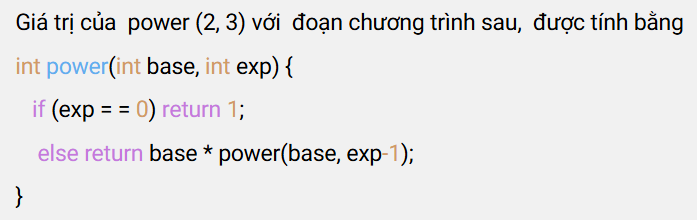 Giá trị của power (2, 3) với đoạn chương trình sau, được tính bằng
int power(int base, int exp) {
if (exp = = 0) return 1;
else return base * power(base, exp-1);
}